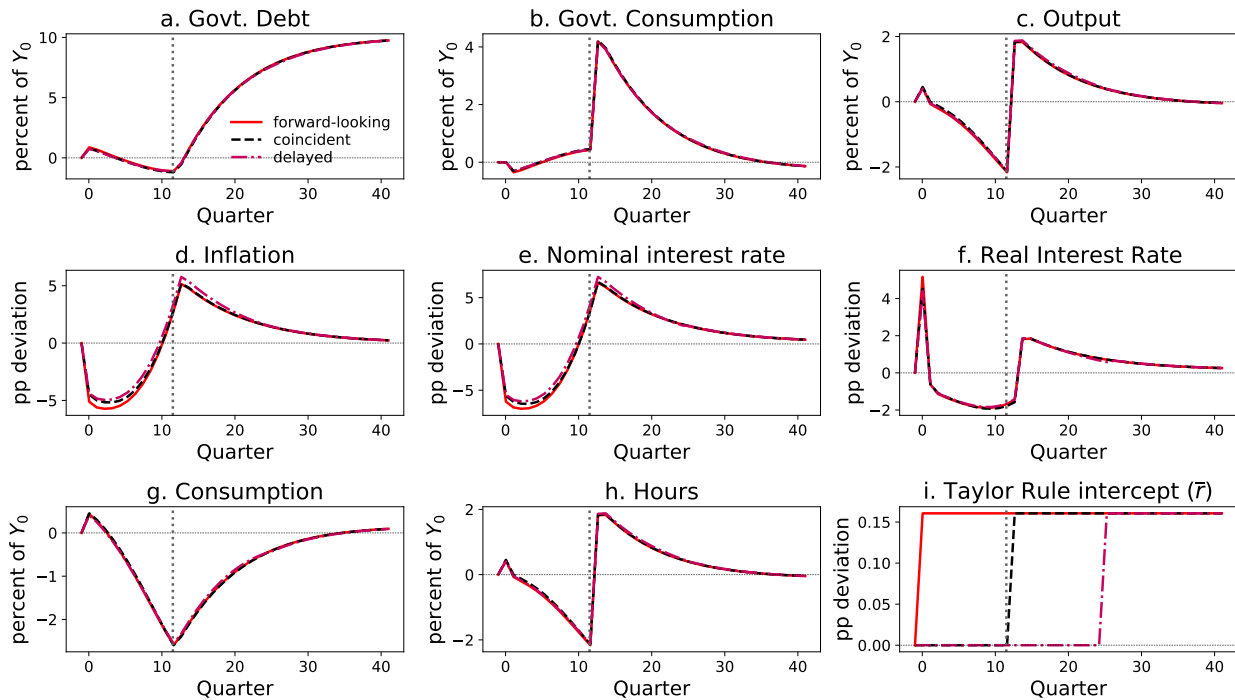 a. Govt. Debt
percent of Y₀
10
5
0
forward-looking
coincident
delayed
0 10 20 30 40
Quarter
b. Govt. Consumption
percent of Y₀
4
2
0
0 10 20 30 40
Quarter
c. Output
percent of Y₀
2
0
−2
0 10 20 30 40
Quarter
d. Inflation
pp deviation
5
0
−5
0 10 20 30 40
Quarter
e. Nominal interest rate
pp deviation
5
0
−5
0 10 20 30 40
Quarter
f. Real Interest Rate
pp deviation
4
2
0
−2
0 10 20 30 40
Quarter
g. Consumption
percent of Y₀
0
−1
−2
0 10 20 30 40
Quarter
h. Hours
percent of Y₀
2
0
−2
0 10 20 30 40
Quarter
i. Taylor Rule intercept (r̅)
pp deviation
0.15
0.10
0.05
0.00
0 10 20 30 40
Quarter